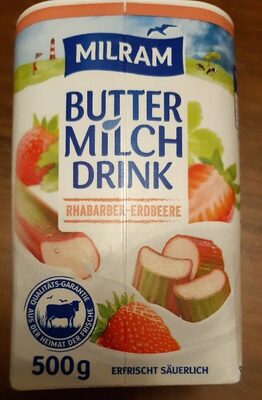 MILRAM
BUTTER
MILCH
DRINK
RHABARBER-ERDBEERE
QUALITÄTS-GARANTIE
AUS DER HEIMAT DER FRISCHE
500g
ERFRISCHT SÄUERLICH